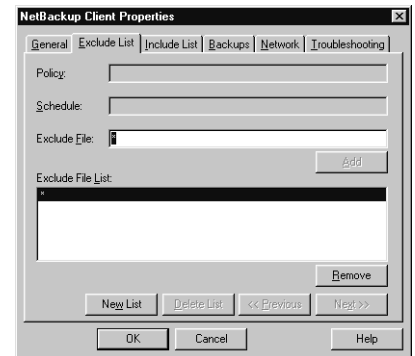 NetBackup Client Properties
General Exclude List Include List Backups Network Troubleshooting
Policy:
Schedule:
Exclude File: *
Add
Exclude File List:
*
Remove
New List Delete List << Previous Next >>
OK Cancel Help